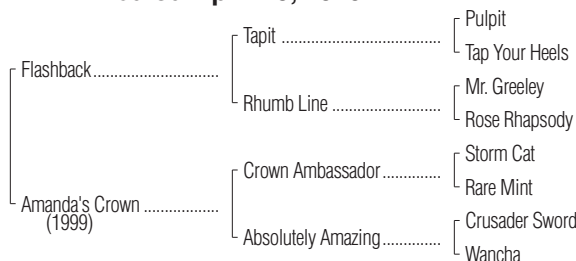 Pulpit
Tapit ..........................................
Tap Your Heels
Flashback.................................
Mr. Greeley
Rhumb Line .............................
Rose Rhapsody
Storm Cat
Crown Ambassador...............
Rare Mint
Amanda's Crown ....................
(1999)
Crusader Sword
Absolutely Amazing...............
Wancha